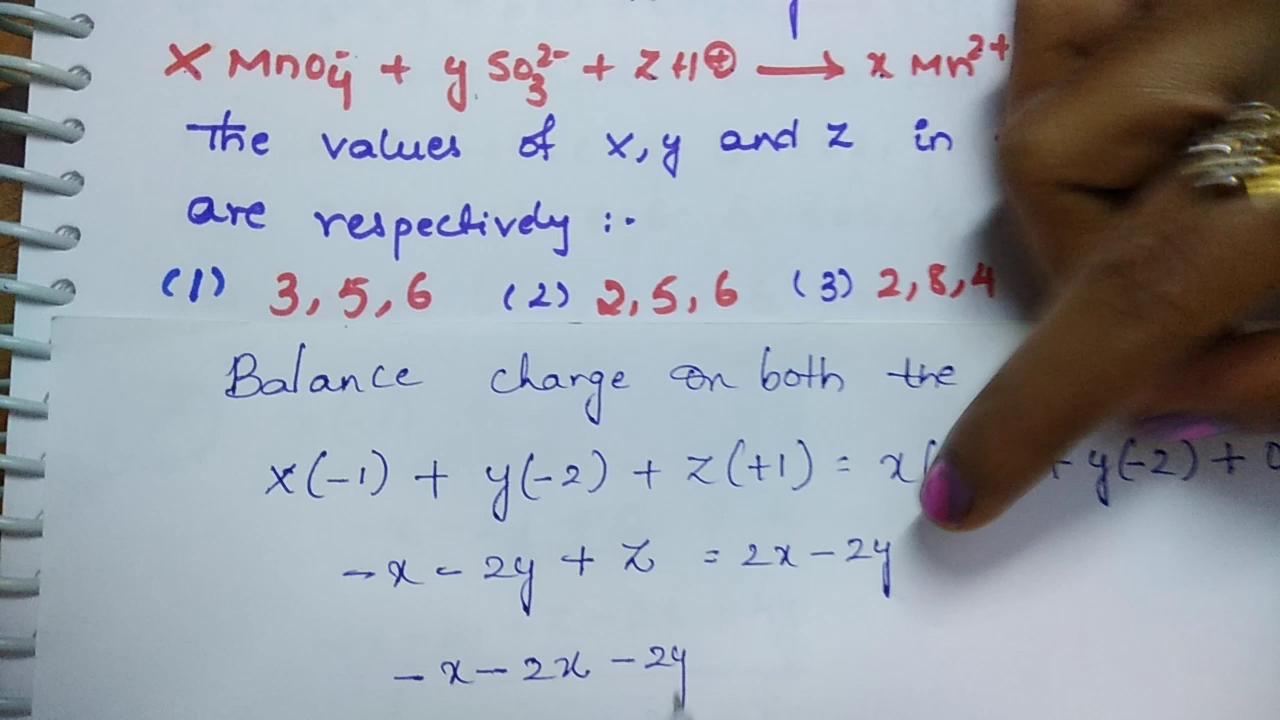 x MnO₄⁻ + y SO₃²⁻ + z H⊕ ⟶ x Mn²⁺
The values of x, y and z in
are respectively :-
(1) 3, 5, 6 (2) 2, 5, 6 (3) 2, 8, 4
Balance charge on both the
x(-1) + y(-2) + z(+1) = x( + y(-2) + 0
-x - 2y + z = 2x - 2y
-x - 2x - 2y